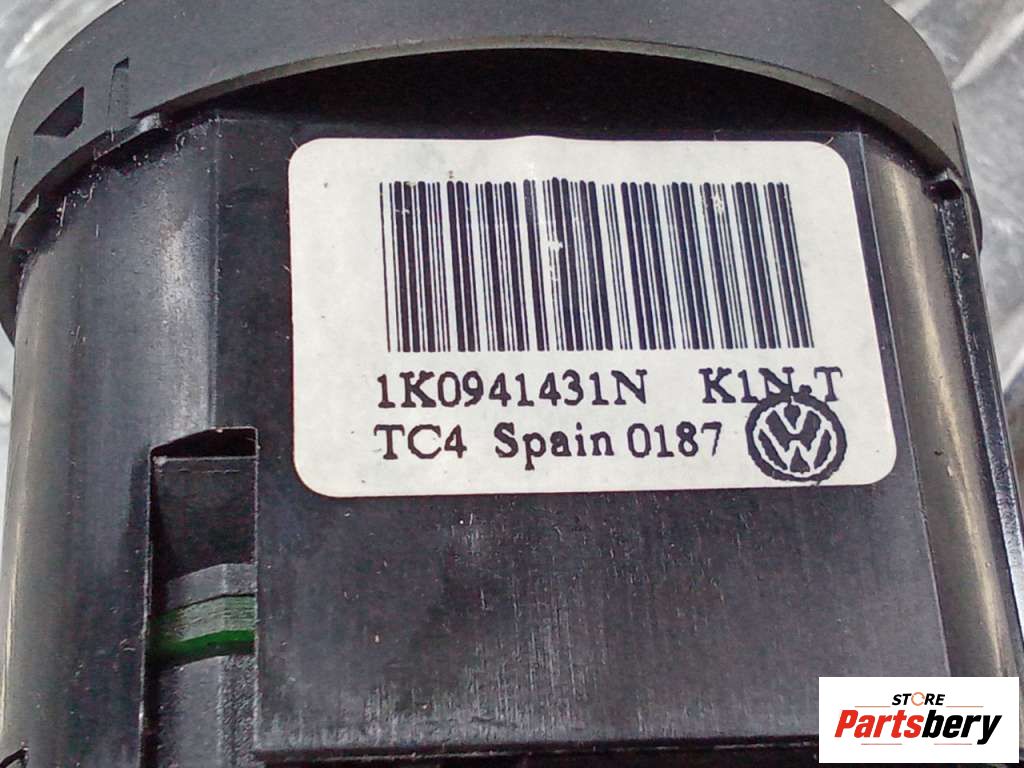 1K0941431N K1N-T
TC4 Spain 0187
STORE
Partsbery